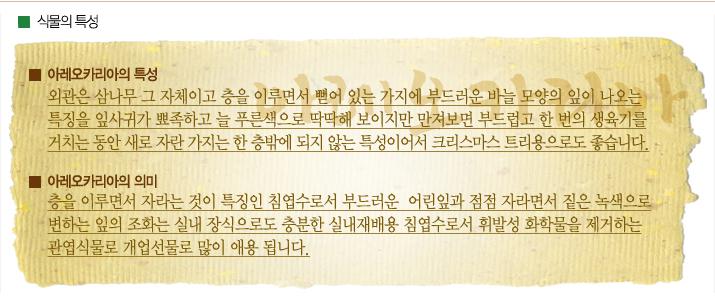 식물의 특성
아레오카리아의 특성
외관은 삼나무 그 자체이고 층을 이루면서 뻗어 있는 가지에 부드러운 바늘 모양의 잎이 나오는
특징을 잎사귀가 뾰족하고 늘 푸른색으로 딱딱해 보이지만 만져보면 부드럽고 한 번의 생육기를
거치는 동안 새로 자란 가지는 한 층밖에 되지 않는 특성이어서 크리스마스 트리용으로도 좋습니다.
아레오카리아의 의미
층을 이루면서 자라는 것이 특징인 침엽수로서 부드러운 어린잎과 점점 자라면서 짙은 녹색으로
변하는 잎의 조화는 실내 장식으로도 충분한 실내재배용 침엽수로서 휘발성 화학물을 제거하는
관엽식물로 개업선물로 많이 애용 됩니다.